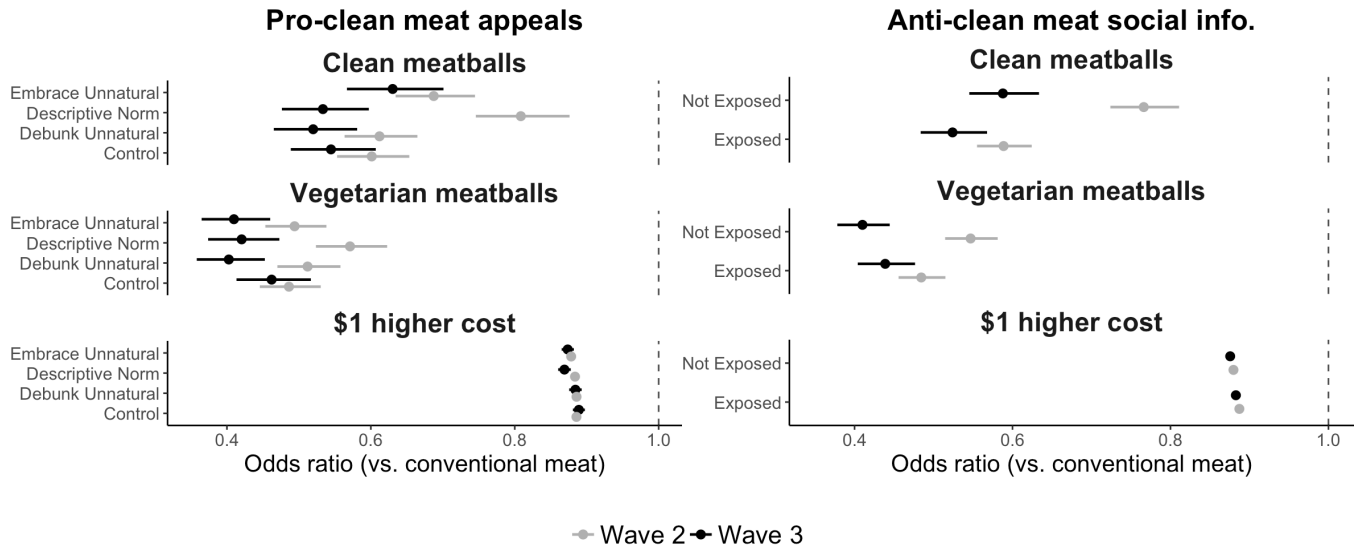 Pro-clean meat appeals
Clean meatballs
Embrace Unnatural
Descriptive Norm
Debunk Unnatural
Control
Vegetarian meatballs
Embrace Unnatural
Descriptive Norm
Debunk Unnatural
Control
$1 higher cost
Embrace Unnatural
Descriptive Norm
Debunk Unnatural
Control
0.4 0.6 0.8 1.0
Odds ratio (vs. conventional meat)
Anti-clean meat social info.
Clean meatballs
Not Exposed
Exposed
Vegetarian meatballs
Not Exposed
Exposed
$1 higher cost
Not Exposed
Exposed
0.4 0.6 0.8 1.0
Odds ratio (vs. conventional meat)
Wave 2 Wave 3